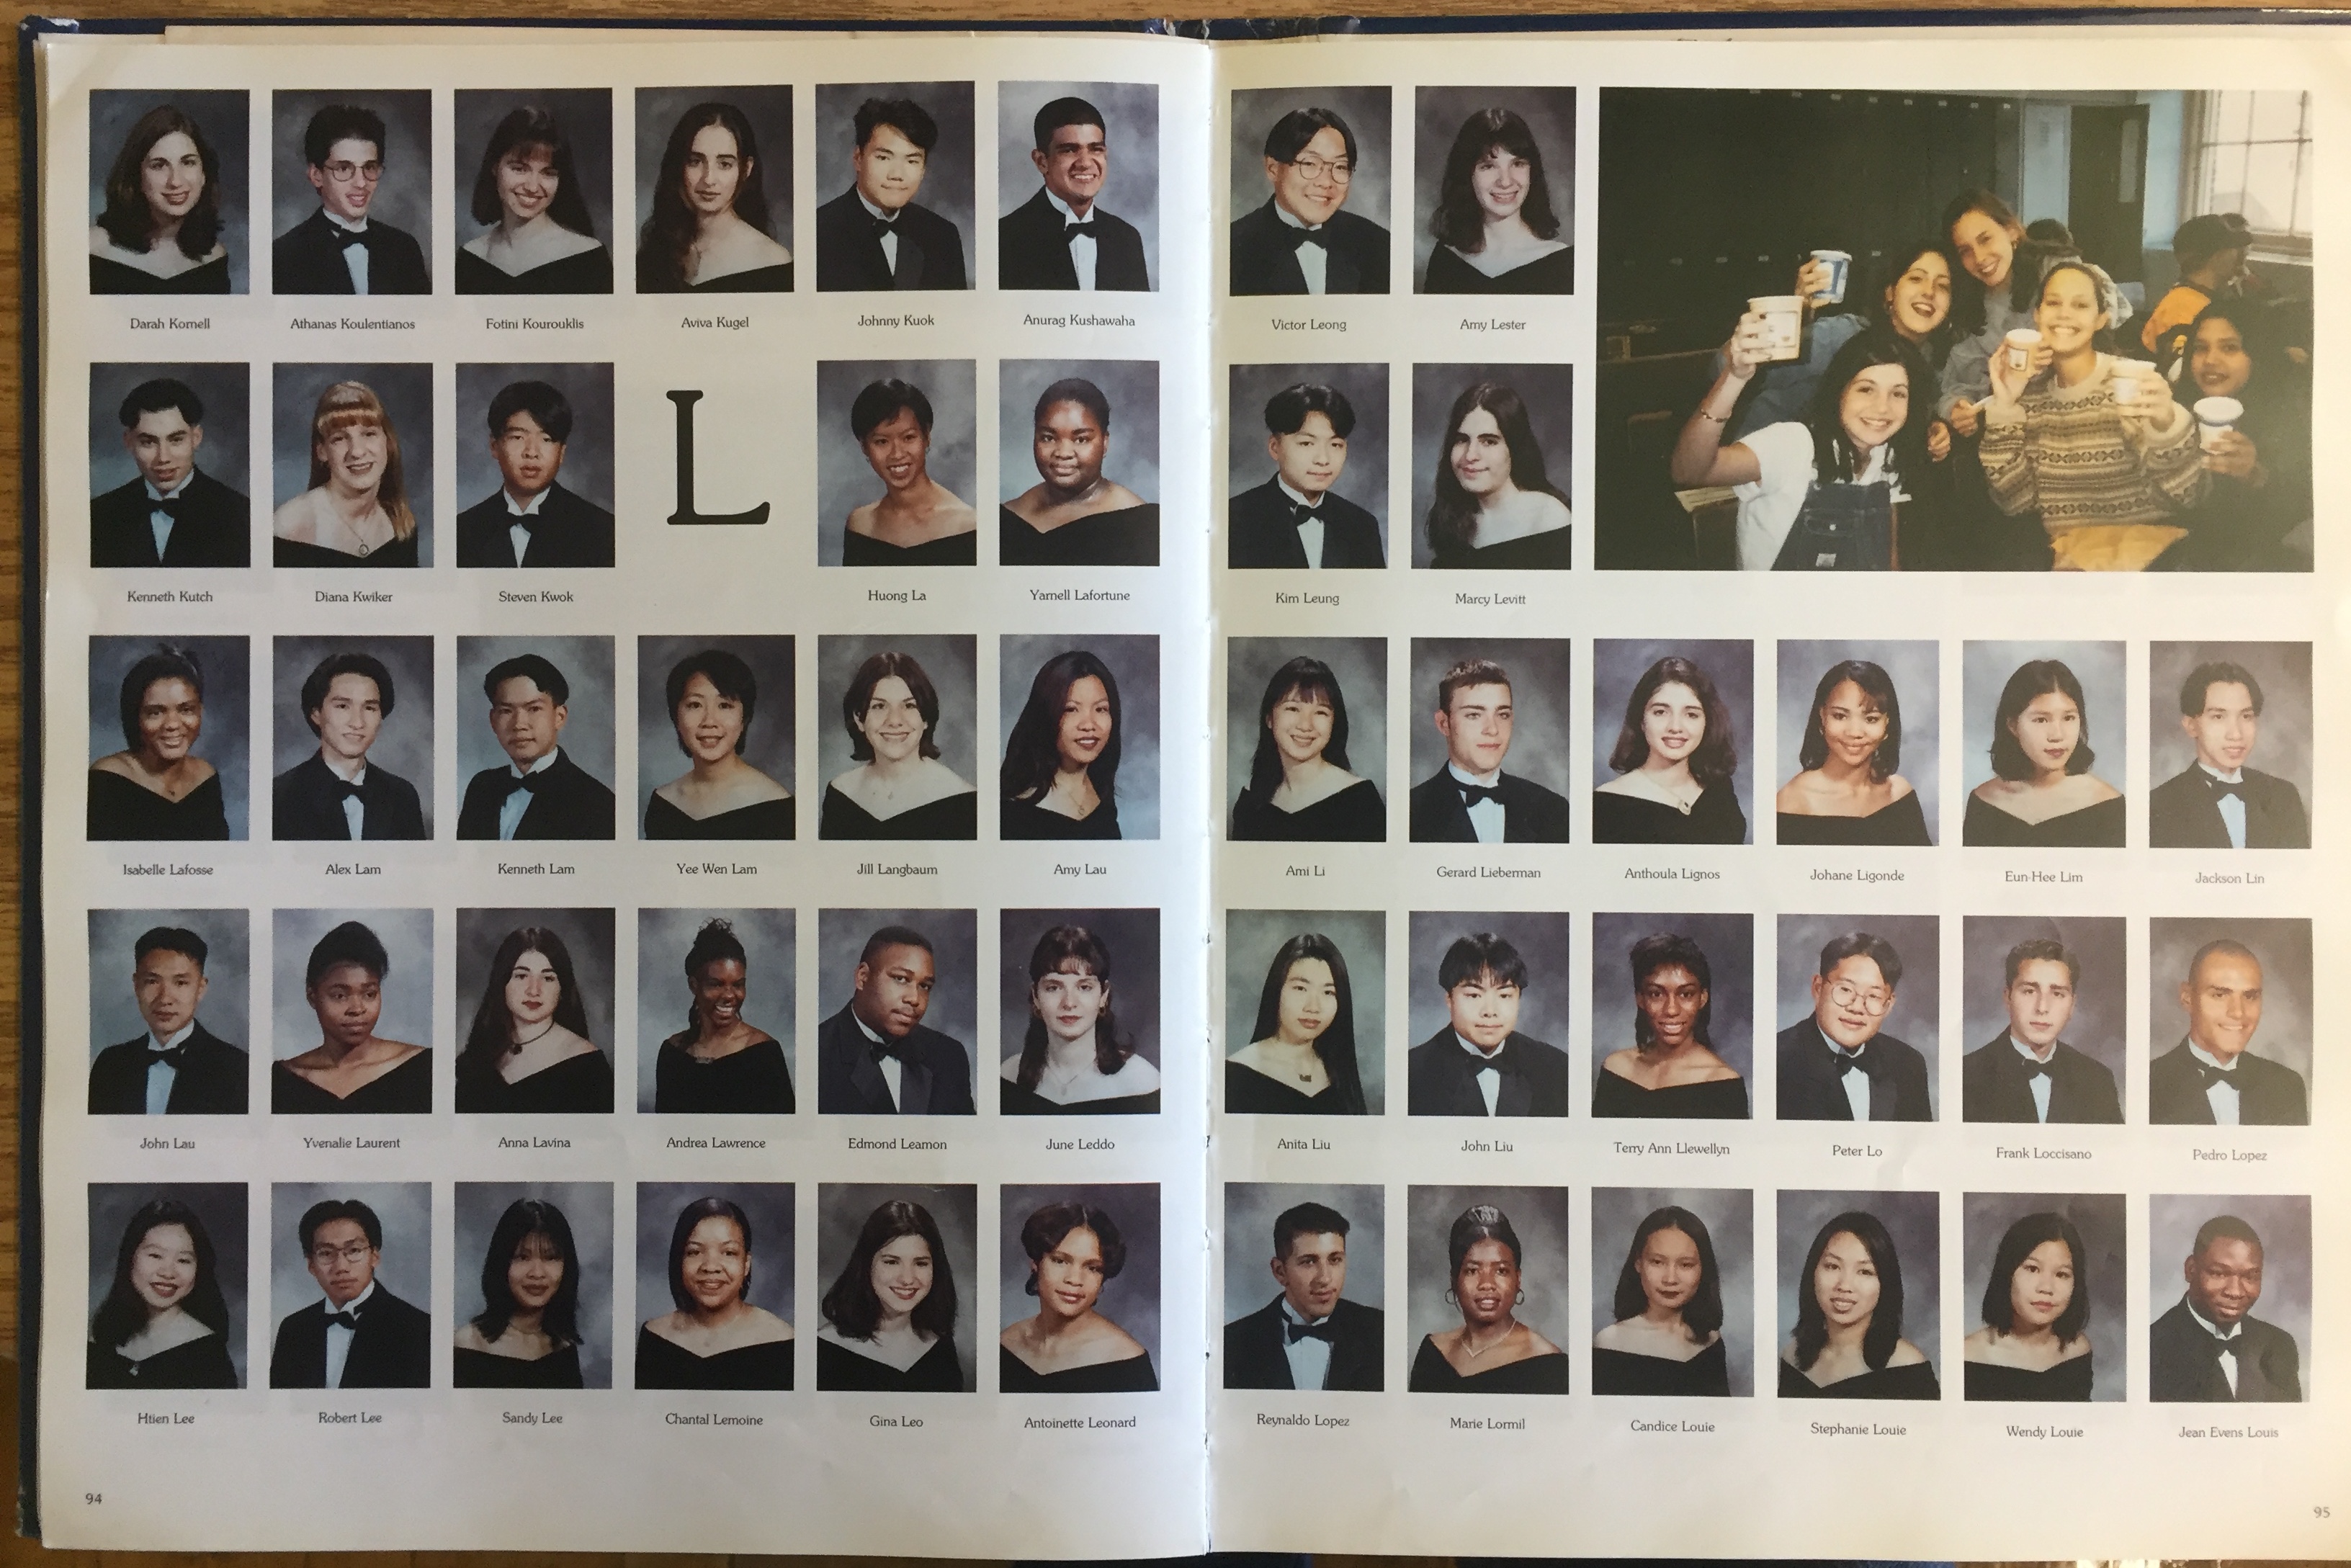 Darah Kornell
Athanas Koulentianos
Fotini Kourouklis
Aviva Kugel
Johnny Kuok
Anurag Kushawaha
Kenneth Kutch
Diana Kwiker
Steven Kwok
L
Huong La
Yarnell Lafortune
Isabelle Lafosse
Alex Lam
Kenneth Lam
Yee Wen Lam
Jill Langbaum
Amy Lau
John Lau
Yvenalie Laurent
Anna Lavina
Andrea Lawrence
Edmond Leamon
June Leddo
Htien Lee
Robert Lee
Sandy Lee
Chantal Lemoine
Gina Leo
Antoinette Leonard
94
Victor Leong
Amy Lester
Kim Leung
Marcy Levitt
Ami Li
Gerard Lieberman
Anthoula Lignos
Johane Ligonde
Eun-Hee Lim
Jackson Lin
Anita Liu
John Liu
Terry Ann Llewellyn
Peter Lo
Frank Loccisano
Pedro Lopez
Reynaldo Lopez
Marie Lormil
Candice Louie
Stephanie Louie
Wendy Louie
Jean Evens Louis
95